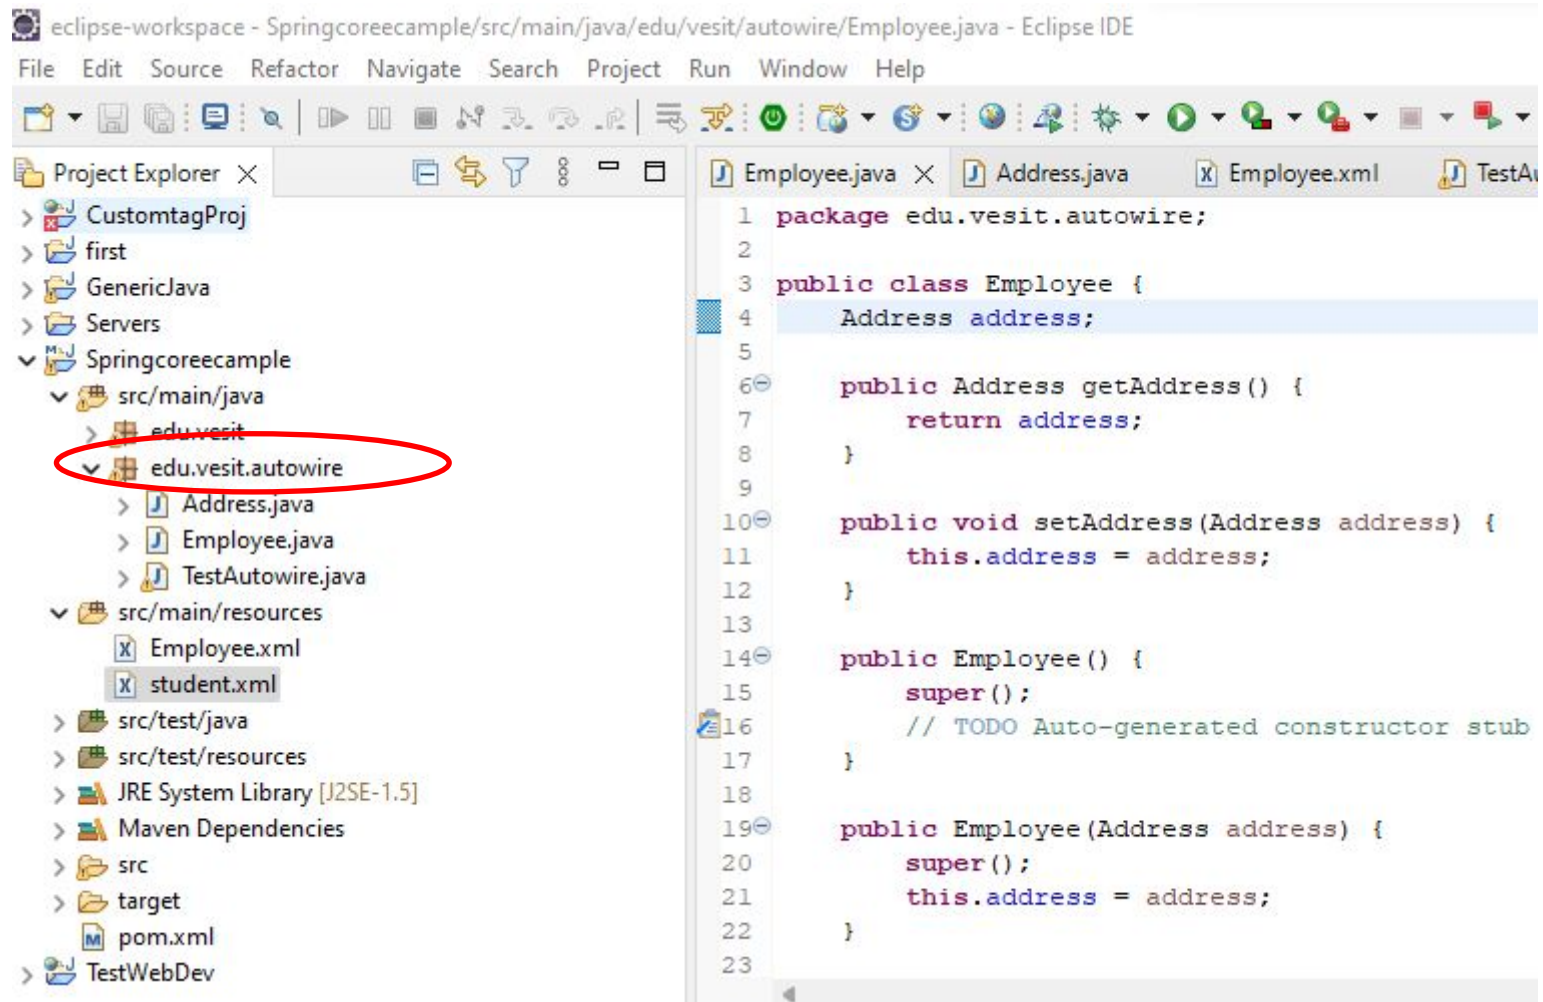 eclipse-workspace - Springcoreecample/src/main/java/edu/vesit/autowire/Employee.java - Eclipse IDE
File Edit Source Refactor Navigate Search Project Run Window Help
Project Explorer
CustomtagProj
first
GenericJava
Servers
Springcoreecample
src/main/java
edu.vesit
edu.vesit.autowire
Address.java
Employee.java
TestAutowire.java
src/main/resources
Employee.xml
student.xml
src/test/java
src/test/resources
JRE System Library [J2SE-1.5]
Maven Dependencies
src
target
pom.xml
TestWebDev
Employee.java Address.java Employee.xml TestAu
1 package edu.vesit.autowire;
2
3 public class Employee {
4 Address address;
5
6 public Address getAddress() {
7 return address;
8 }
9
10 public void setAddress(Address address) {
11 this.address = address;
12 }
13
14 public Employee() {
15 super();
16 // TODO Auto-generated constructor stub
17 }
18
19 public Employee(Address address) {
20 super();
21 this.address = address;
22 }
23